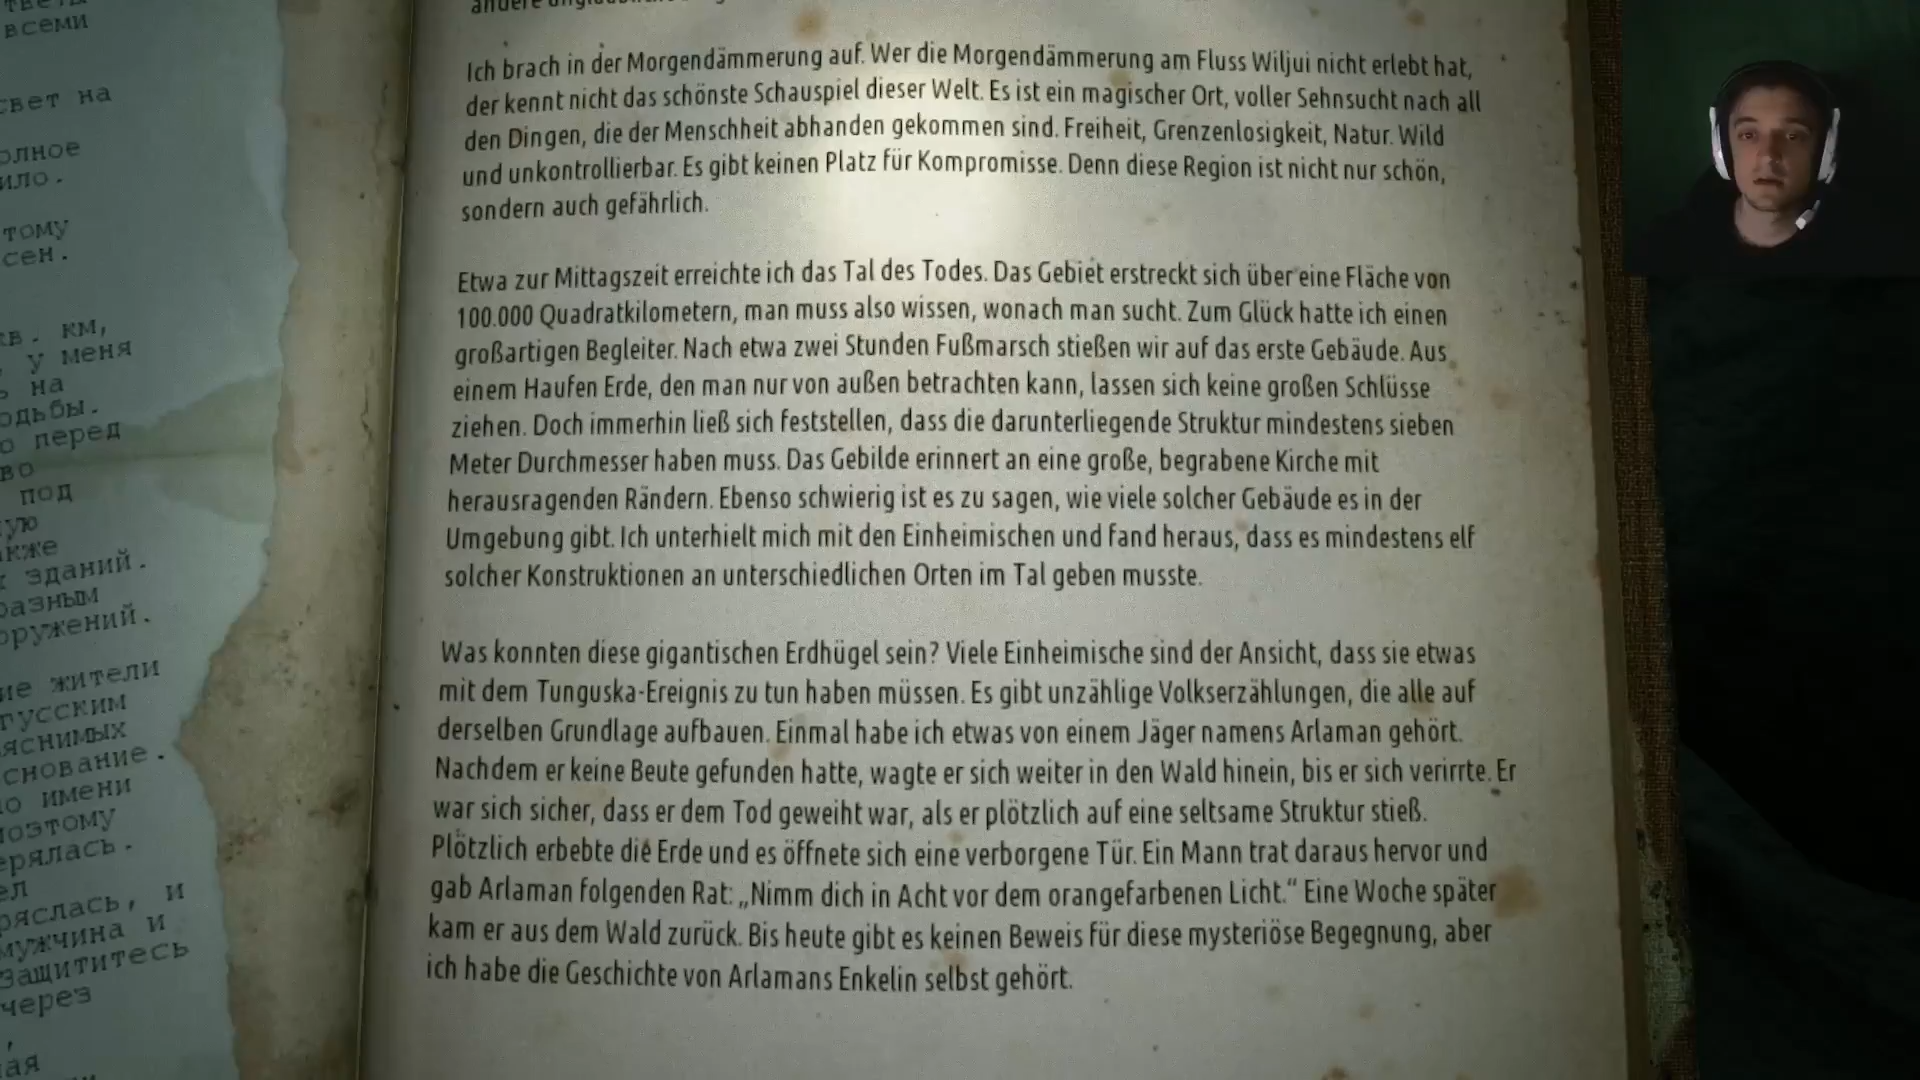 всеми
свет на
тому
сен.
кв. км,
у меня
на
перед
под
зданий.
жители
имени
поэтому
и
мужчина и
защититесь
через
andere
Ich brach in der Morgendämmerung auf. Wer die Morgendämmerung am Fluss Wiljui nicht erlebt hat,
der kennt nicht das schönste Schauspiel dieser Welt. Es ist ein magischer Ort, voller Sehnsucht nach all
den Dingen, die der Menschheit abhanden gekommen sind. Freiheit, Grenzenlosigkeit, Natur. Wild
und unkontrollierbar. Es gibt keinen Platz für Kompromisse. Denn diese Region ist nicht nur schön,
sondern auch gefährlich.
Etwa zur Mittagszeit erreichte ich das Tal des Todes. Das Gebiet erstreckt sich über eine Fläche von
100.000 Quadratkilometern, man muss also wissen, wonach man sucht. Zum Glück hatte ich einen
großartigen Begleiter. Nach etwa zwei Stunden Fußmarsch stießen wir auf das erste Gebäude. Aus
einem Haufen Erde, den man nur von außen betrachten kann, lassen sich keine großen Schlüsse
ziehen. Doch immerhin ließ sich feststellen, dass die darunterliegende Struktur mindestens sieben
Meter Durchmesser haben muss. Das Gebilde erinnert an eine große, begrabene Kirche mit
herausragenden Rändern. Ebenso schwierig ist es zu sagen, wie viele solcher Gebäude es in der
Umgebung gibt. Ich unterhielt mich mit den Einheimischen und fand heraus, dass es mindestens elf
solcher Konstruktionen an unterschiedlichen Orten im Tal geben musste.
Was konnten diese gigantischen Erdhügel sein? Viele Einheimische sind der Ansicht, dass sie etwas
mit dem Tunguska-Ereignis zu tun haben müssen. Es gibt unzählige Volkserzählungen, die alle auf
derselben Grundlage aufbauen. Einmal habe ich etwas von einem Jäger namens Arlaman gehört.
Nachdem er keine Beute gefunden hatte, wagte er sich weiter in den Wald hinein, bis er sich verirrte. Er
war sich sicher, dass er dem Tod geweiht war, als er plötzlich auf eine seltsame Struktur stieß.
Plötzlich erbebte die Erde und es öffnete sich eine verborgene Tür. Ein Mann trat daraus hervor und
gab Arlaman folgenden Rat: „Nimm dich in Acht vor dem orangefarbenen Licht.“ Eine Woche später
kam er aus dem Wald zurück. Bis heute gibt es keinen Beweis für diese mysteriöse Begegnung, aber
ich habe die Geschichte von Arlamans Enkelin selbst gehört.